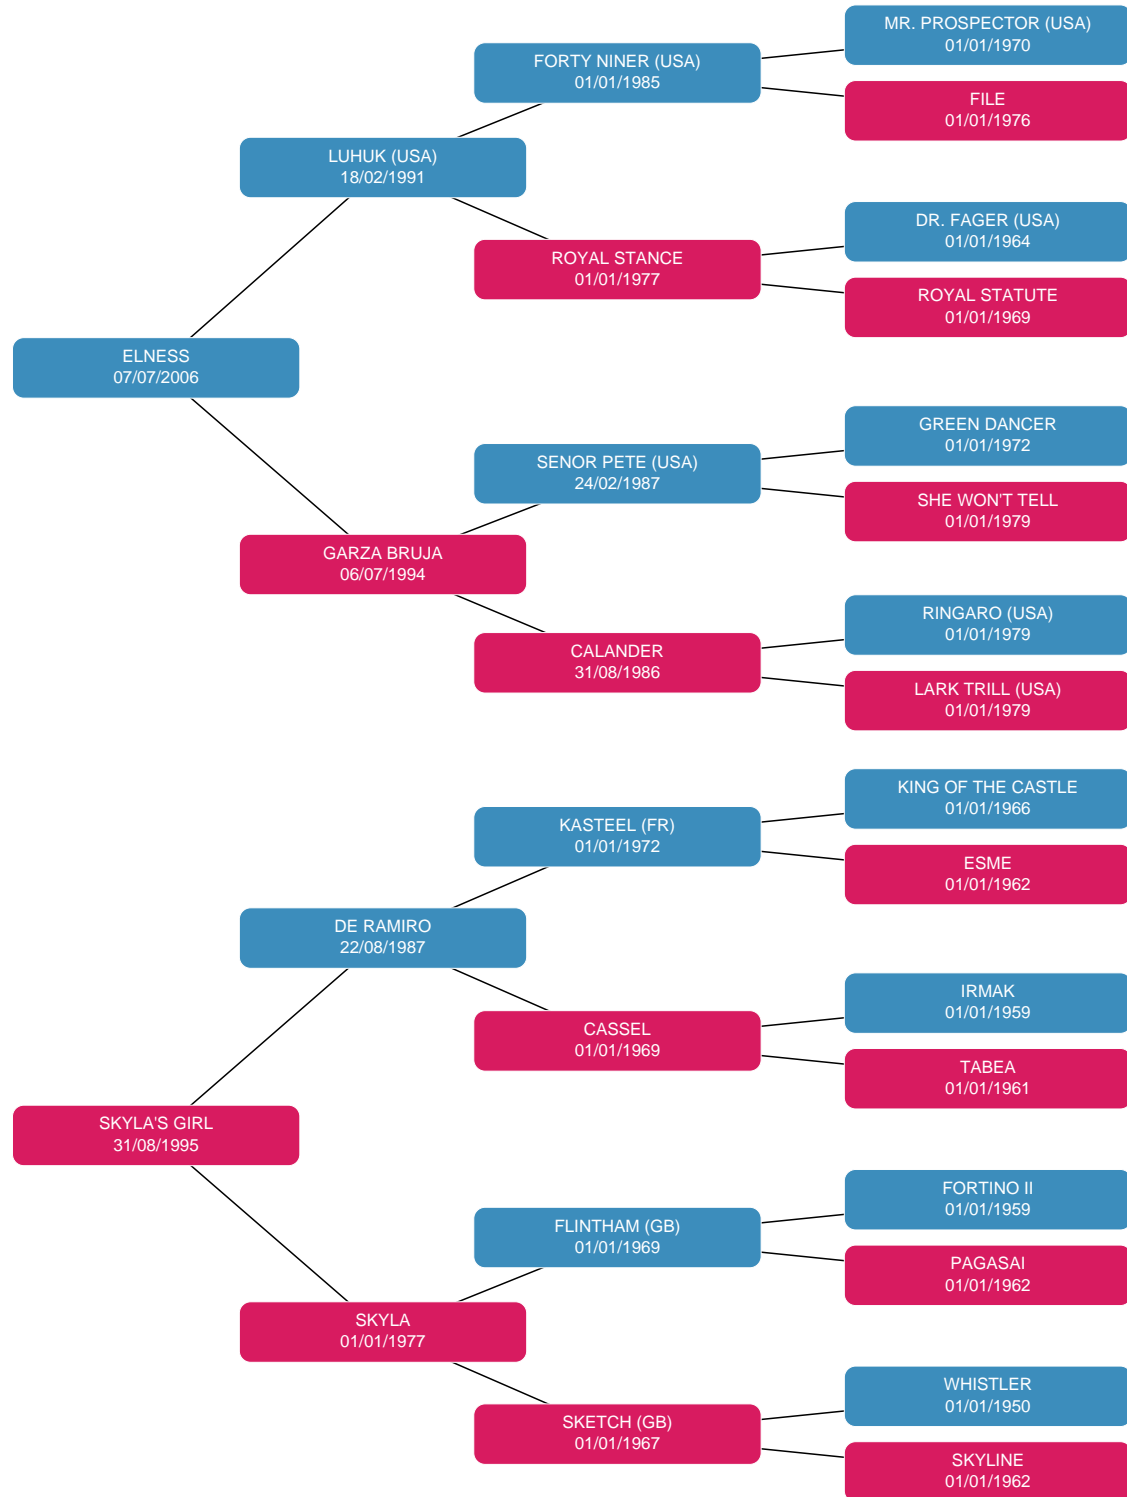 MR. PROSPECTOR (USA)
01/01/1970
FORTY NINER (USA)
01/01/1985
FILE
01/01/1976
LUHUK (USA)
18/02/1991
DR. FAGER (USA)
01/01/1964
ROYAL STANCE
01/01/1977
ROYAL STATUTE
01/01/1969
ELNESS
07/07/2006
GREEN DANCER
01/01/1972
SENOR PETE (USA)
24/02/1987
SHE WON'T TELL
01/01/1979
GARZA BRUJA
06/07/1994
RINGARO (USA)
01/01/1979
CALANDER
31/08/1986
LARK TRILL (USA)
01/01/1979
KING OF THE CASTLE
01/01/1966
KASTEEL (FR)
01/01/1972
ESME
01/01/1962
DE RAMIRO
22/08/1987
IRMAK
01/01/1959
CASSEL
01/01/1969
TABEA
01/01/1961
SKYLA'S GIRL
31/08/1995
FORTINO II
01/01/1959
FLINTHAM (GB)
01/01/1969
PAGASAI
01/01/1962
SKYLA
01/01/1977
WHISTLER
01/01/1950
SKETCH (GB)
01/01/1967
SKYLINE
01/01/1962